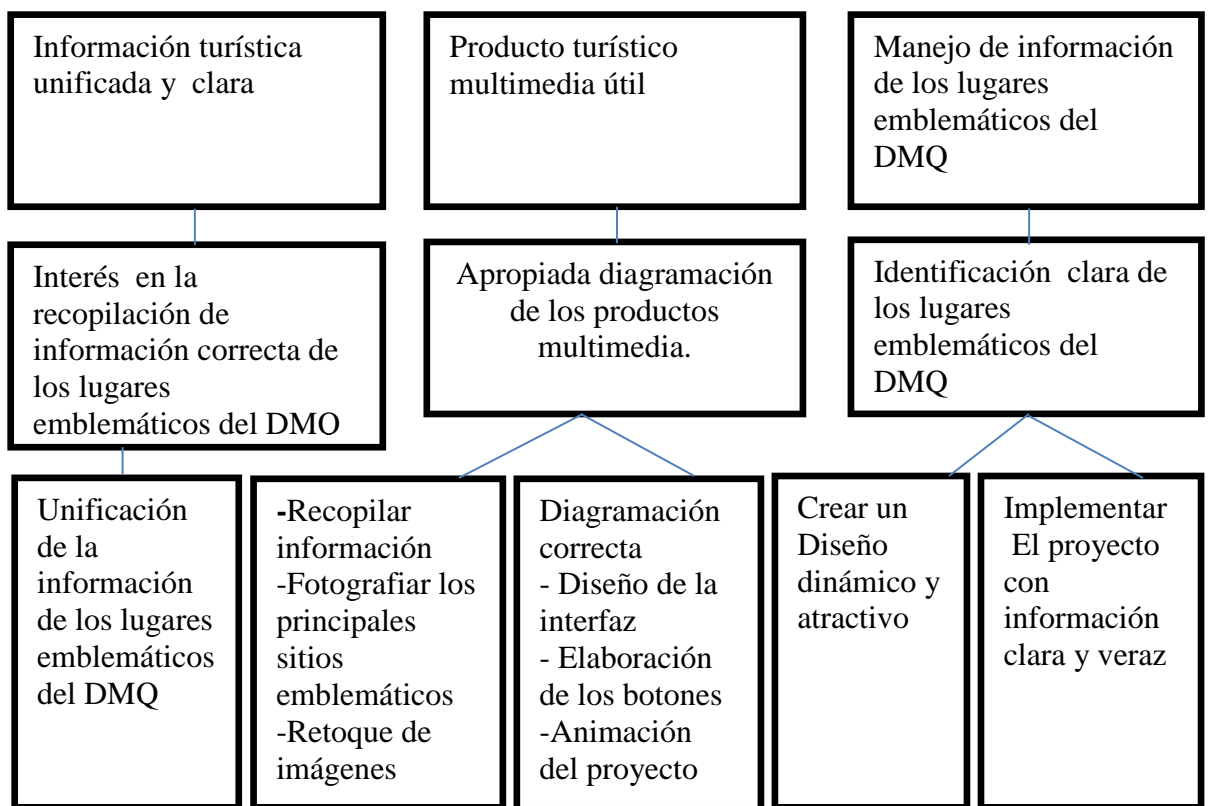 Información turística
unificada y clara
Producto turístico
multimedia útil
Manejo de información
de los lugares
emblemáticos del
DMQ
Interés en la
recopilación de
información correcta de
los lugares
emblemáticos del DMQ
Apropiada diagramación
de los productos
multimedia.
Identificación clara de
los lugares
emblemáticos del
DMQ
Unificación
de la
información
de los lugares
emblemáticos
del DMQ
-Recopilar
información
-Fotografiar los
principales
sitios
emblemáticos
-Retoque de
imágenes
Diagramación
correcta
- Diseño de la
interfaz
- Elaboración
de los botones
-Animación
del proyecto
Crear un
Diseño
dinámico y
atractivo
Implementar
El proyecto
con
información
clara y veraz